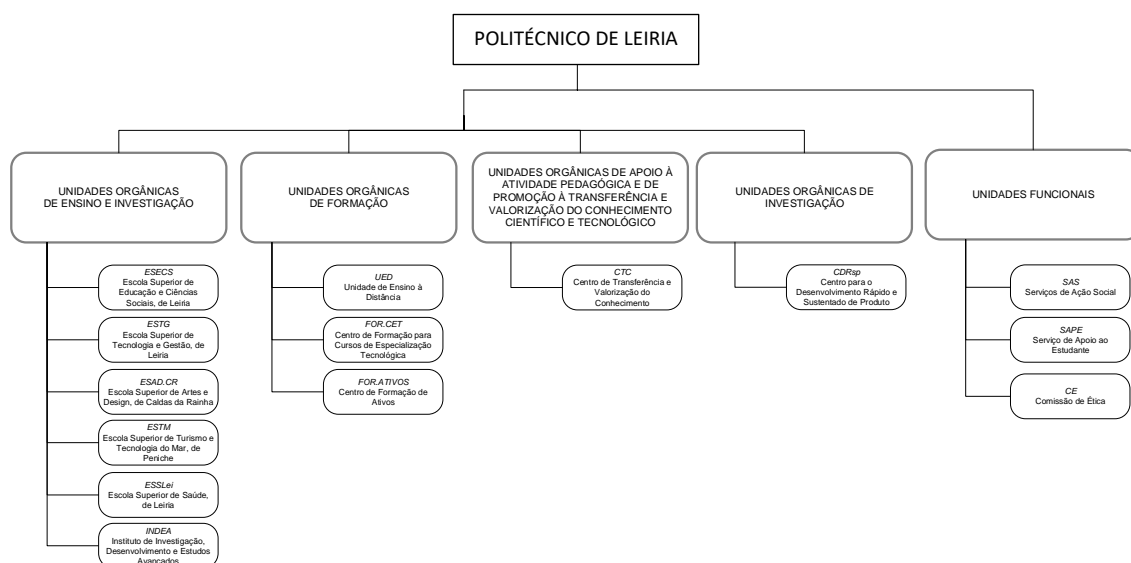 POLITÉCNICO DE LEIRIA
UNIDADES ORGÂNICAS
DE ENSINO E INVESTIGAÇÃO
UNIDADES ORGÂNICAS
DE FORMAÇÃO
UNIDADES ORGÂNICAS DE APOIO À
ATIVIDADE PEDAGÓGICA E DE
PROMOÇÃO À TRANSFERÊNCIA E
VALORIZAÇÃO DO CONHECIMENTO
CIENTÍFICO E TECNOLÓGICO
UNIDADES ORGÂNICAS DE
INVESTIGAÇÃO
UNIDADES FUNCIONAIS
ESECS
Escola Superior de
Educação e Ciências
Sociais, de Leiria
ESTG
Escola Superior de
Tecnologia e Gestão, de
Leiria
ESAD.CR
Escola Superior de Artes e
Design, de Caldas da Rainha
ESTM
Escola Superior de Turismo e
Tecnologia do Mar, de
Peniche
ESSLei
Escola Superior de Saúde,
de Leiria
INDEA
Instituto de Investigação,
Desenvolvimento e Estudos
Avançados
UED
Unidade de Ensino à
Distância
FOR.CET
Centro de Formação para
Cursos de Especialização
Tecnológica
FOR.ATIVOS
Centro de Formação de
Ativos
CTC
Centro de Transferência e
Valorização do
Conhecimento
CDRsp
Centro para o
Desenvolvimento Rápido e
Sustentado de Produto
SAS
Serviços de Ação Social
SAPE
Serviço de Apoio ao
Estudante
CE
Comissão de Ética